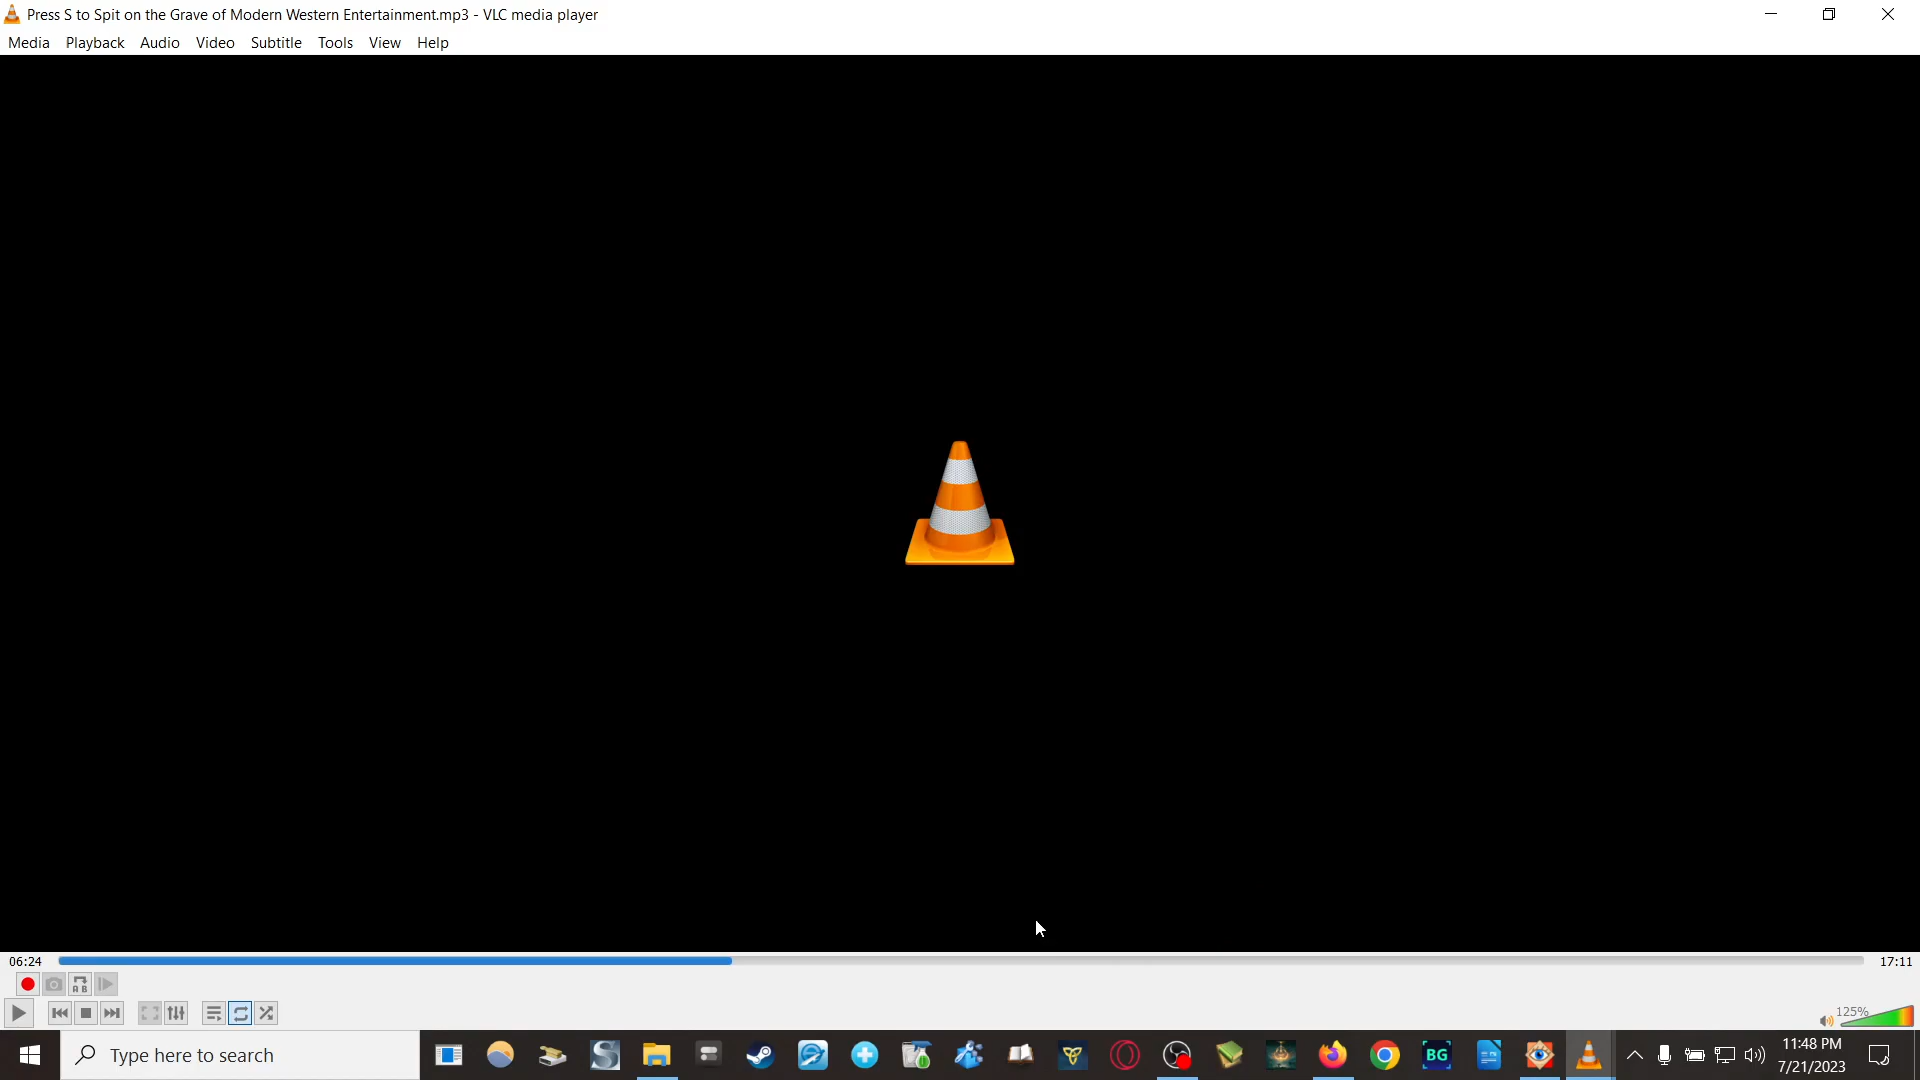 Press S to Spit on the Grave of Modern Western Entertainment.mp3 - VLC media player
Media Playback Audio Video Subtitle Tools View Help
06:24 17:11
A B
125%
Type here to search
S
BG
11:48 PM
7/21/2023